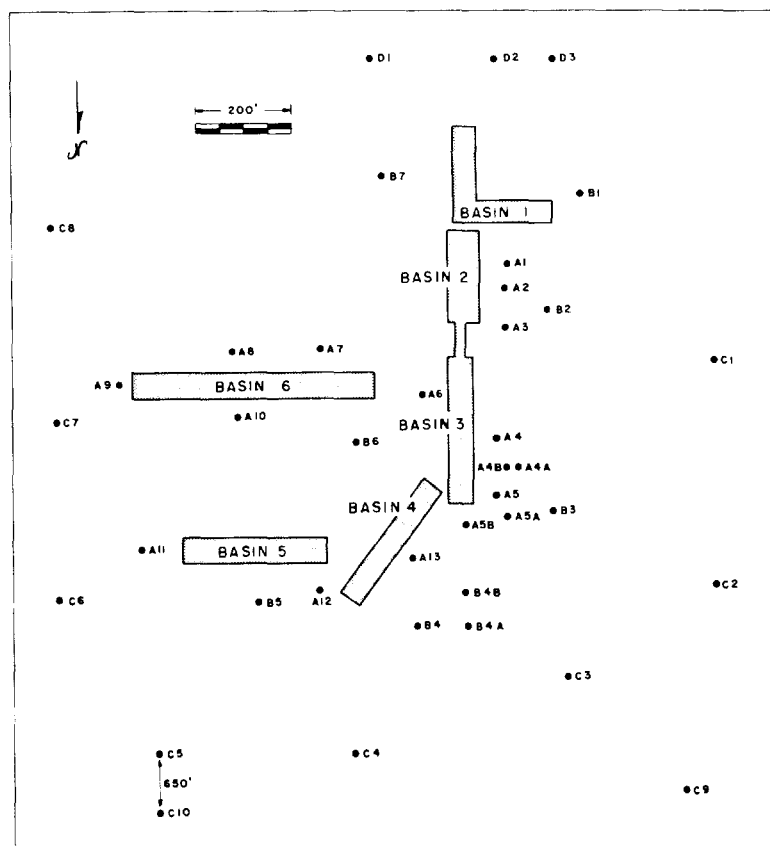 D1
D2
D3
200'
N
B7
B1
BASIN 1
C8
A1
BASIN 2
A2
B2
A3
A8
A7
C1
A9
BASIN 6
A6
A10
C7
BASIN 3
B6
A4
A4B
A4A
A5
BASIN 4
B3
A5A
A5B
A11
BASIN 5
A13
C2
A12
B4B
C6
B5
B4
B4A
C3
C5
C4
650'
C9
C10